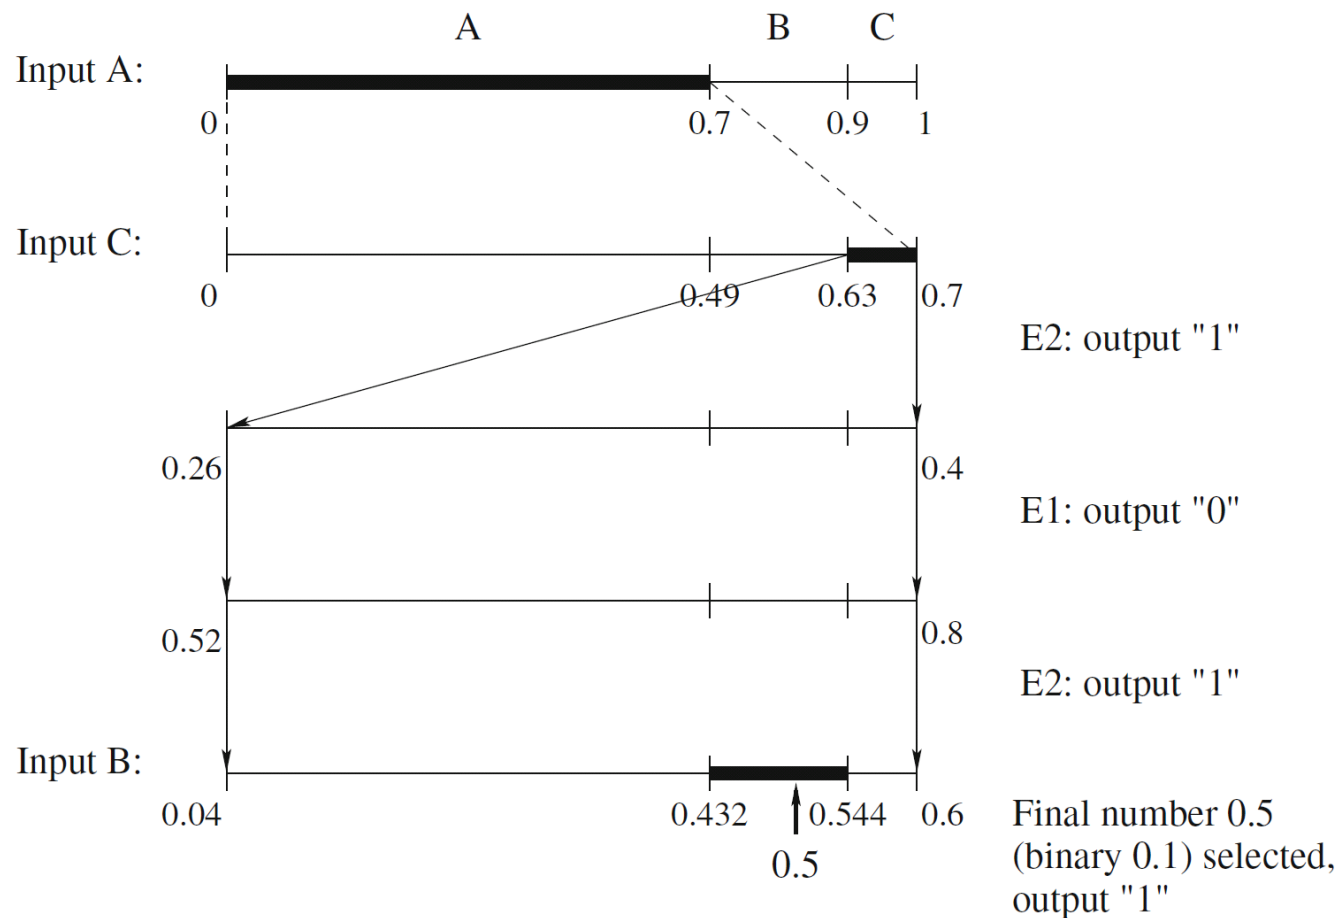 A B C
Input A:
0 0.7 0.9 1
Input C:
0 0.49 0.63 0.7
E2: output "1"
0.26 0.4
E1: output "0"
0.52 0.8
E2: output "1"
Input B:
0.04 0.432 0.544 0.6
0.5
Final number 0.5
(binary 0.1) selected,
output "1"